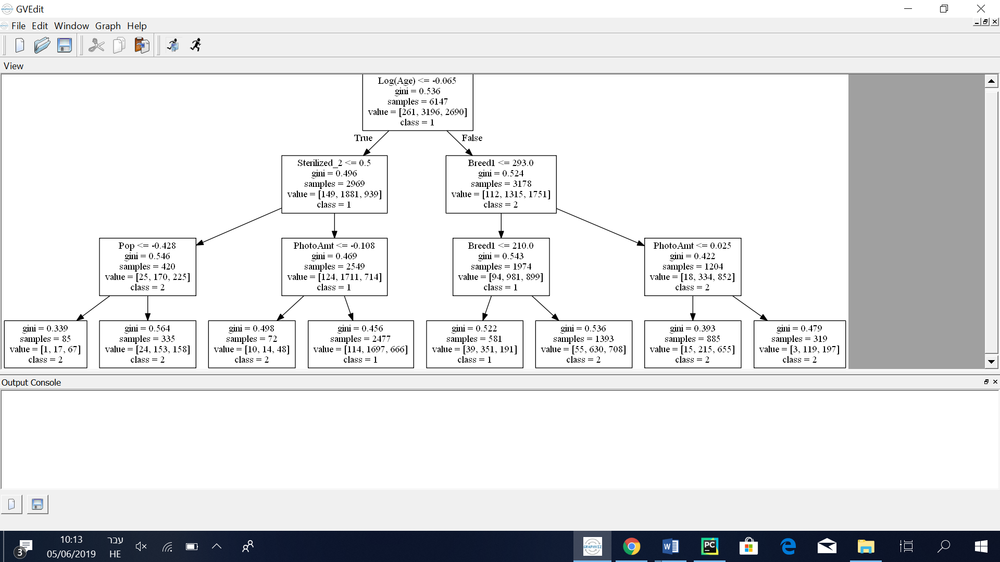 GVEdit
File Edit Window Graph Help
View
Log(Age) <= -0.065
gini = 0.536
samples = 6147
value = [261, 3196, 2690]
class = 1
True
False
Sterilized_2 <= 0.5
gini = 0.496
samples = 2969
value = [149, 1881, 939]
class = 1
Breed1 <= 293.0
gini = 0.524
samples = 3178
value = [112, 1315, 1751]
class = 2
Pop <= -0.428
gini = 0.546
samples = 420
value = [25, 170, 225]
class = 2
PhotoAmt <= -0.108
gini = 0.469
samples = 2549
value = [124, 1711, 714]
class = 1
Breed1 <= 210.0
gini = 0.543
samples = 1974
value = [94, 981, 899]
class = 1
PhotoAmt <= 0.025
gini = 0.422
samples = 1204
value = [18, 334, 852]
class = 2
gini = 0.339
samples = 85
value = [1, 17, 67]
class = 2
gini = 0.564
samples = 335
value = [24, 153, 158]
class = 2
gini = 0.498
samples = 72
value = [10, 14, 48]
class = 2
gini = 0.456
samples = 2477
value = [114, 1697, 666]
class = 1
gini = 0.522
samples = 581
value = [39, 351, 191]
class = 1
gini = 0.536
samples = 1393
value = [55, 630, 708]
class = 2
gini = 0.393
samples = 885
value = [15, 215, 655]
class = 2
gini = 0.479
samples = 319
value = [3, 119, 197]
class = 2
Output Console
3
10:13
05/06/2019
עבר
HE
GRAPHVIZ
W
PC